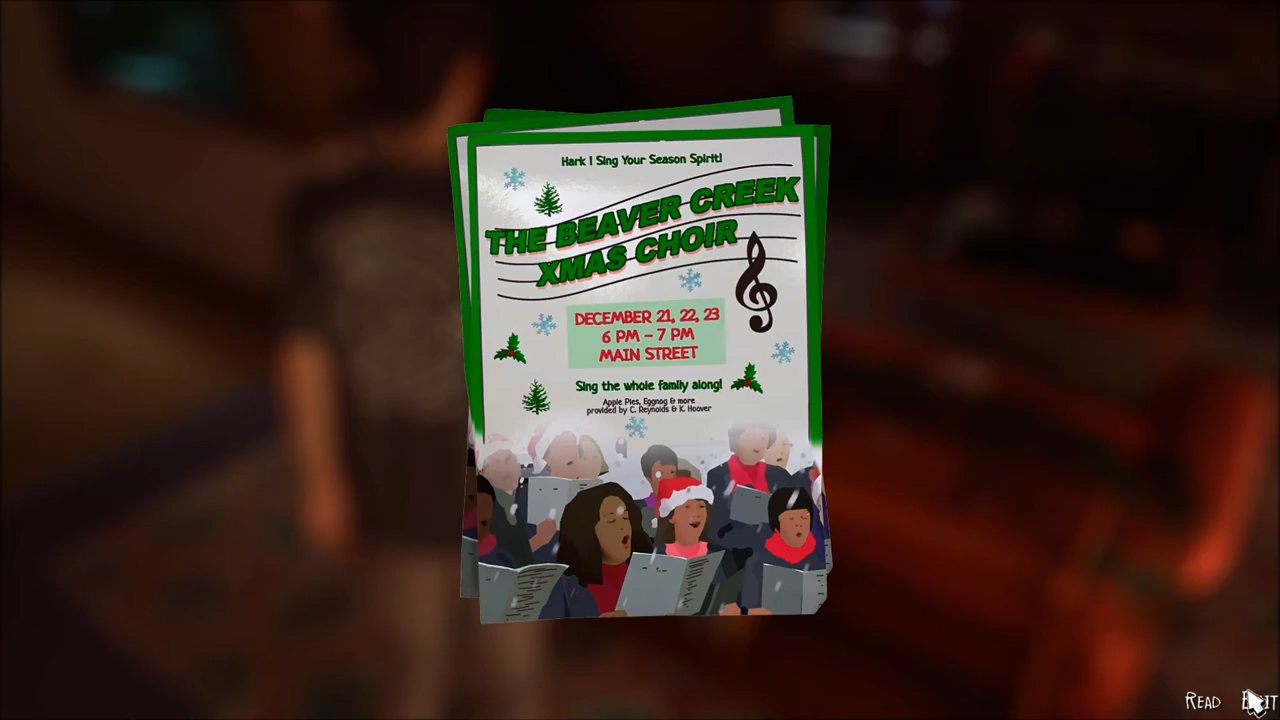 Hark I Sing Your Season Spirit!
THE BEAVER CREEK
XMAS CHOIR
DECEMBER 21, 22, 23
6 PM – 7 PM
MAIN STREET
Sing the whole family along!
Apple Pies, Eggnog & more
provided by C. Reynolds & K. Hoover
READ EXIT